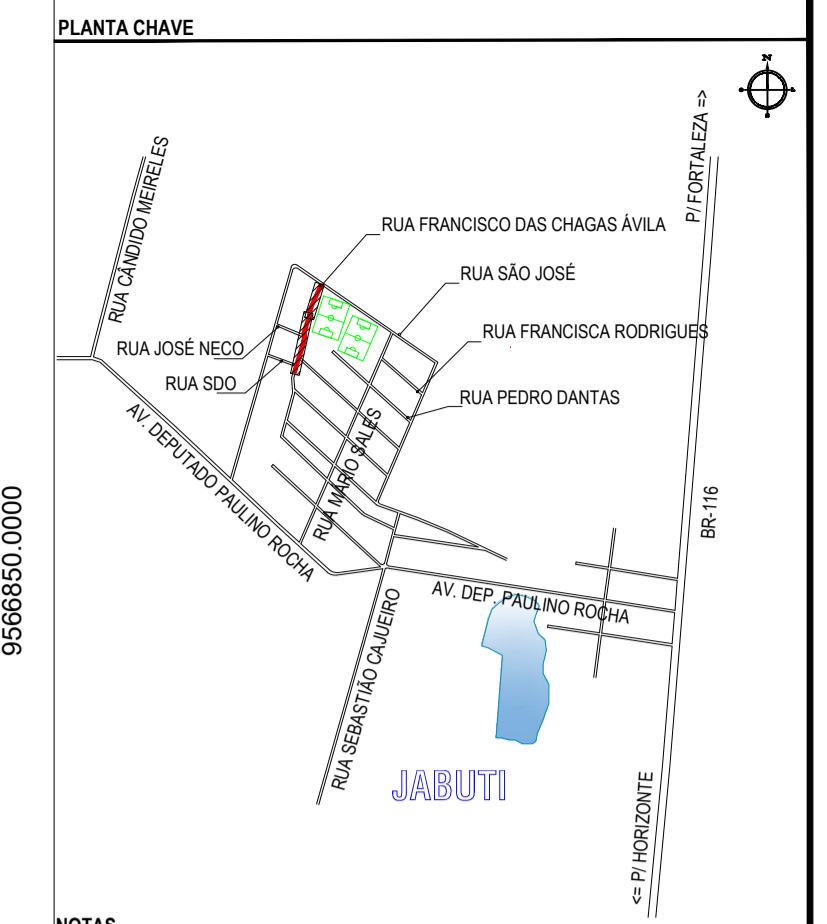 PLANTA CHAVE
N
P/ FORTALEZA =>
RUA CÂNDIDO MEIRELES
RUA FRANCISCO DAS CHAGAS ÁVILA
RUA SÃO JOSÉ
RUA FRANCISCA RODRIGUES
RUA JOSÉ NECO
RUA SDO
RUA PEDRO DANTAS
AV. DEPUTADO PAULINO ROCHA
RUA MÁRIO SALES
9566850.0000
BR-116
AV. DEP. PAULINO ROCHA
RUA SEBASTIÃO CAJUEIRO
JABUTI
<= P/ HORIZONTE
NOTAS